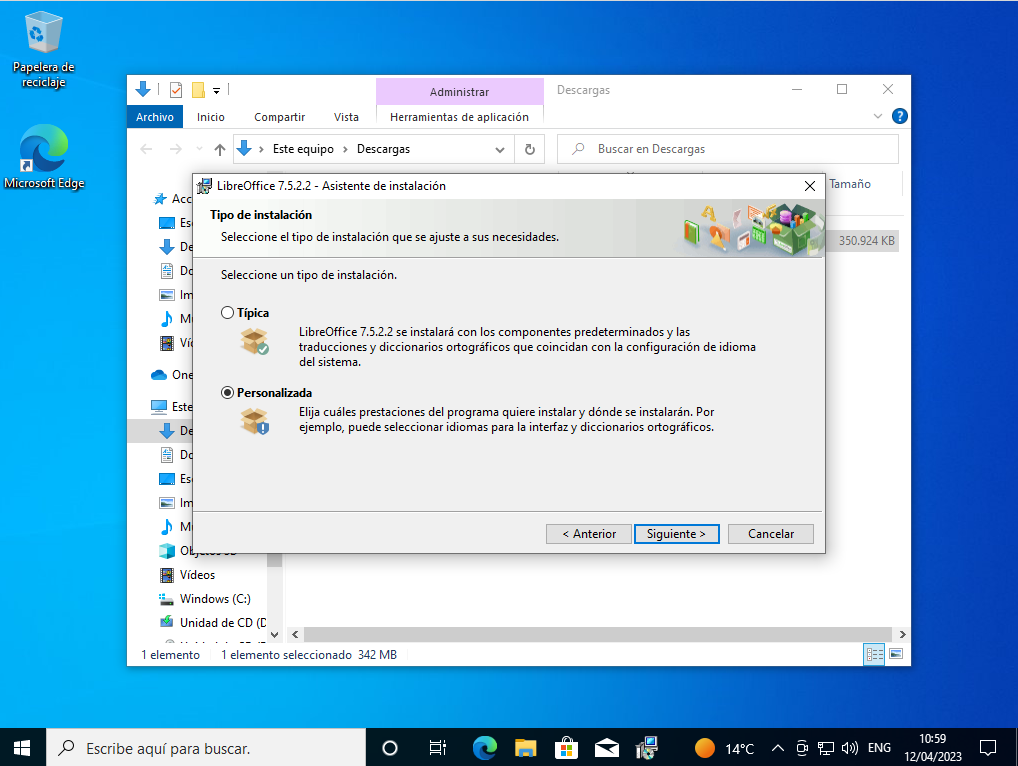 Papelera de
reciclaje
Microsoft Edge
Administrar
Descargas
Archivo
Inicio
Compartir
Vista
Herramientas de aplicación
Este equipo
Descargas
Buscar en Descargas
Tamaño
350.924 KB
LibreOffice 7.5.2.2 - Asistente de instalación
Tipo de instalación
Seleccione el tipo de instalación que se ajuste a sus necesidades.
Seleccione un tipo de instalación.
Típica
LibreOffice 7.5.2.2 se instalará con los componentes predeterminados y las
traducciones y diccionarios ortográficos que coincidan con la configuración de idioma
del sistema.
Personalizada
Elija cuáles prestaciones del programa quiere instalar y dónde se instalarán. Por
ejemplo, puede seleccionar idiomas para la interfaz y diccionarios ortográficos.
< Anterior
Siguiente >
Cancelar
Acc
Es
De
Do
Im
Mú
Víd
One
Este
De
Do
Es
Im
Mú
Objetos 3D
Vídeos
Windows (C:)
Unidad de CD (D
1 elemento
1 elemento seleccionado 342 MB
Escribe aquí para buscar.
14°C
ENG
10:59
12/04/2023